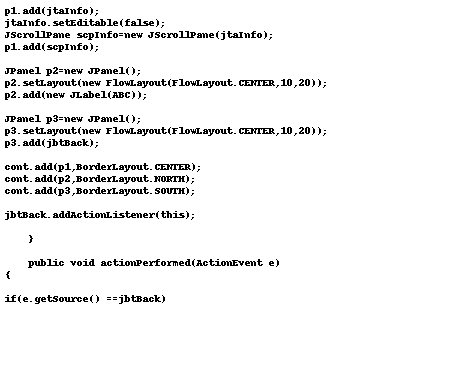 p1.add(jtaInfo);
jtaInfo.setEditable(false);
JScrollPane scpInfo=new JScrollPane(jtaInfo);
p1.add(scpInfo);

JPanel p2=new JPanel();
p2.setLayout(new FlowLayout(FlowLayout.CENTER,10,20));
p2.add(new JLabel(ABC));

JPanel p3=new JPanel();
p3.setLayout(new FlowLayout(FlowLayout.CENTER,10,20));
p3.add(jbtBack);

cont.add(p1,BorderLayout.CENTER);
cont.add(p2,BorderLayout.NORTH);
cont.add(p3,BorderLayout.SOUTH);

jbtBack.addActionListener(this);

    }

    public void actionPerformed(ActionEvent e)
{

if(e.getSource() ==jbtBack)